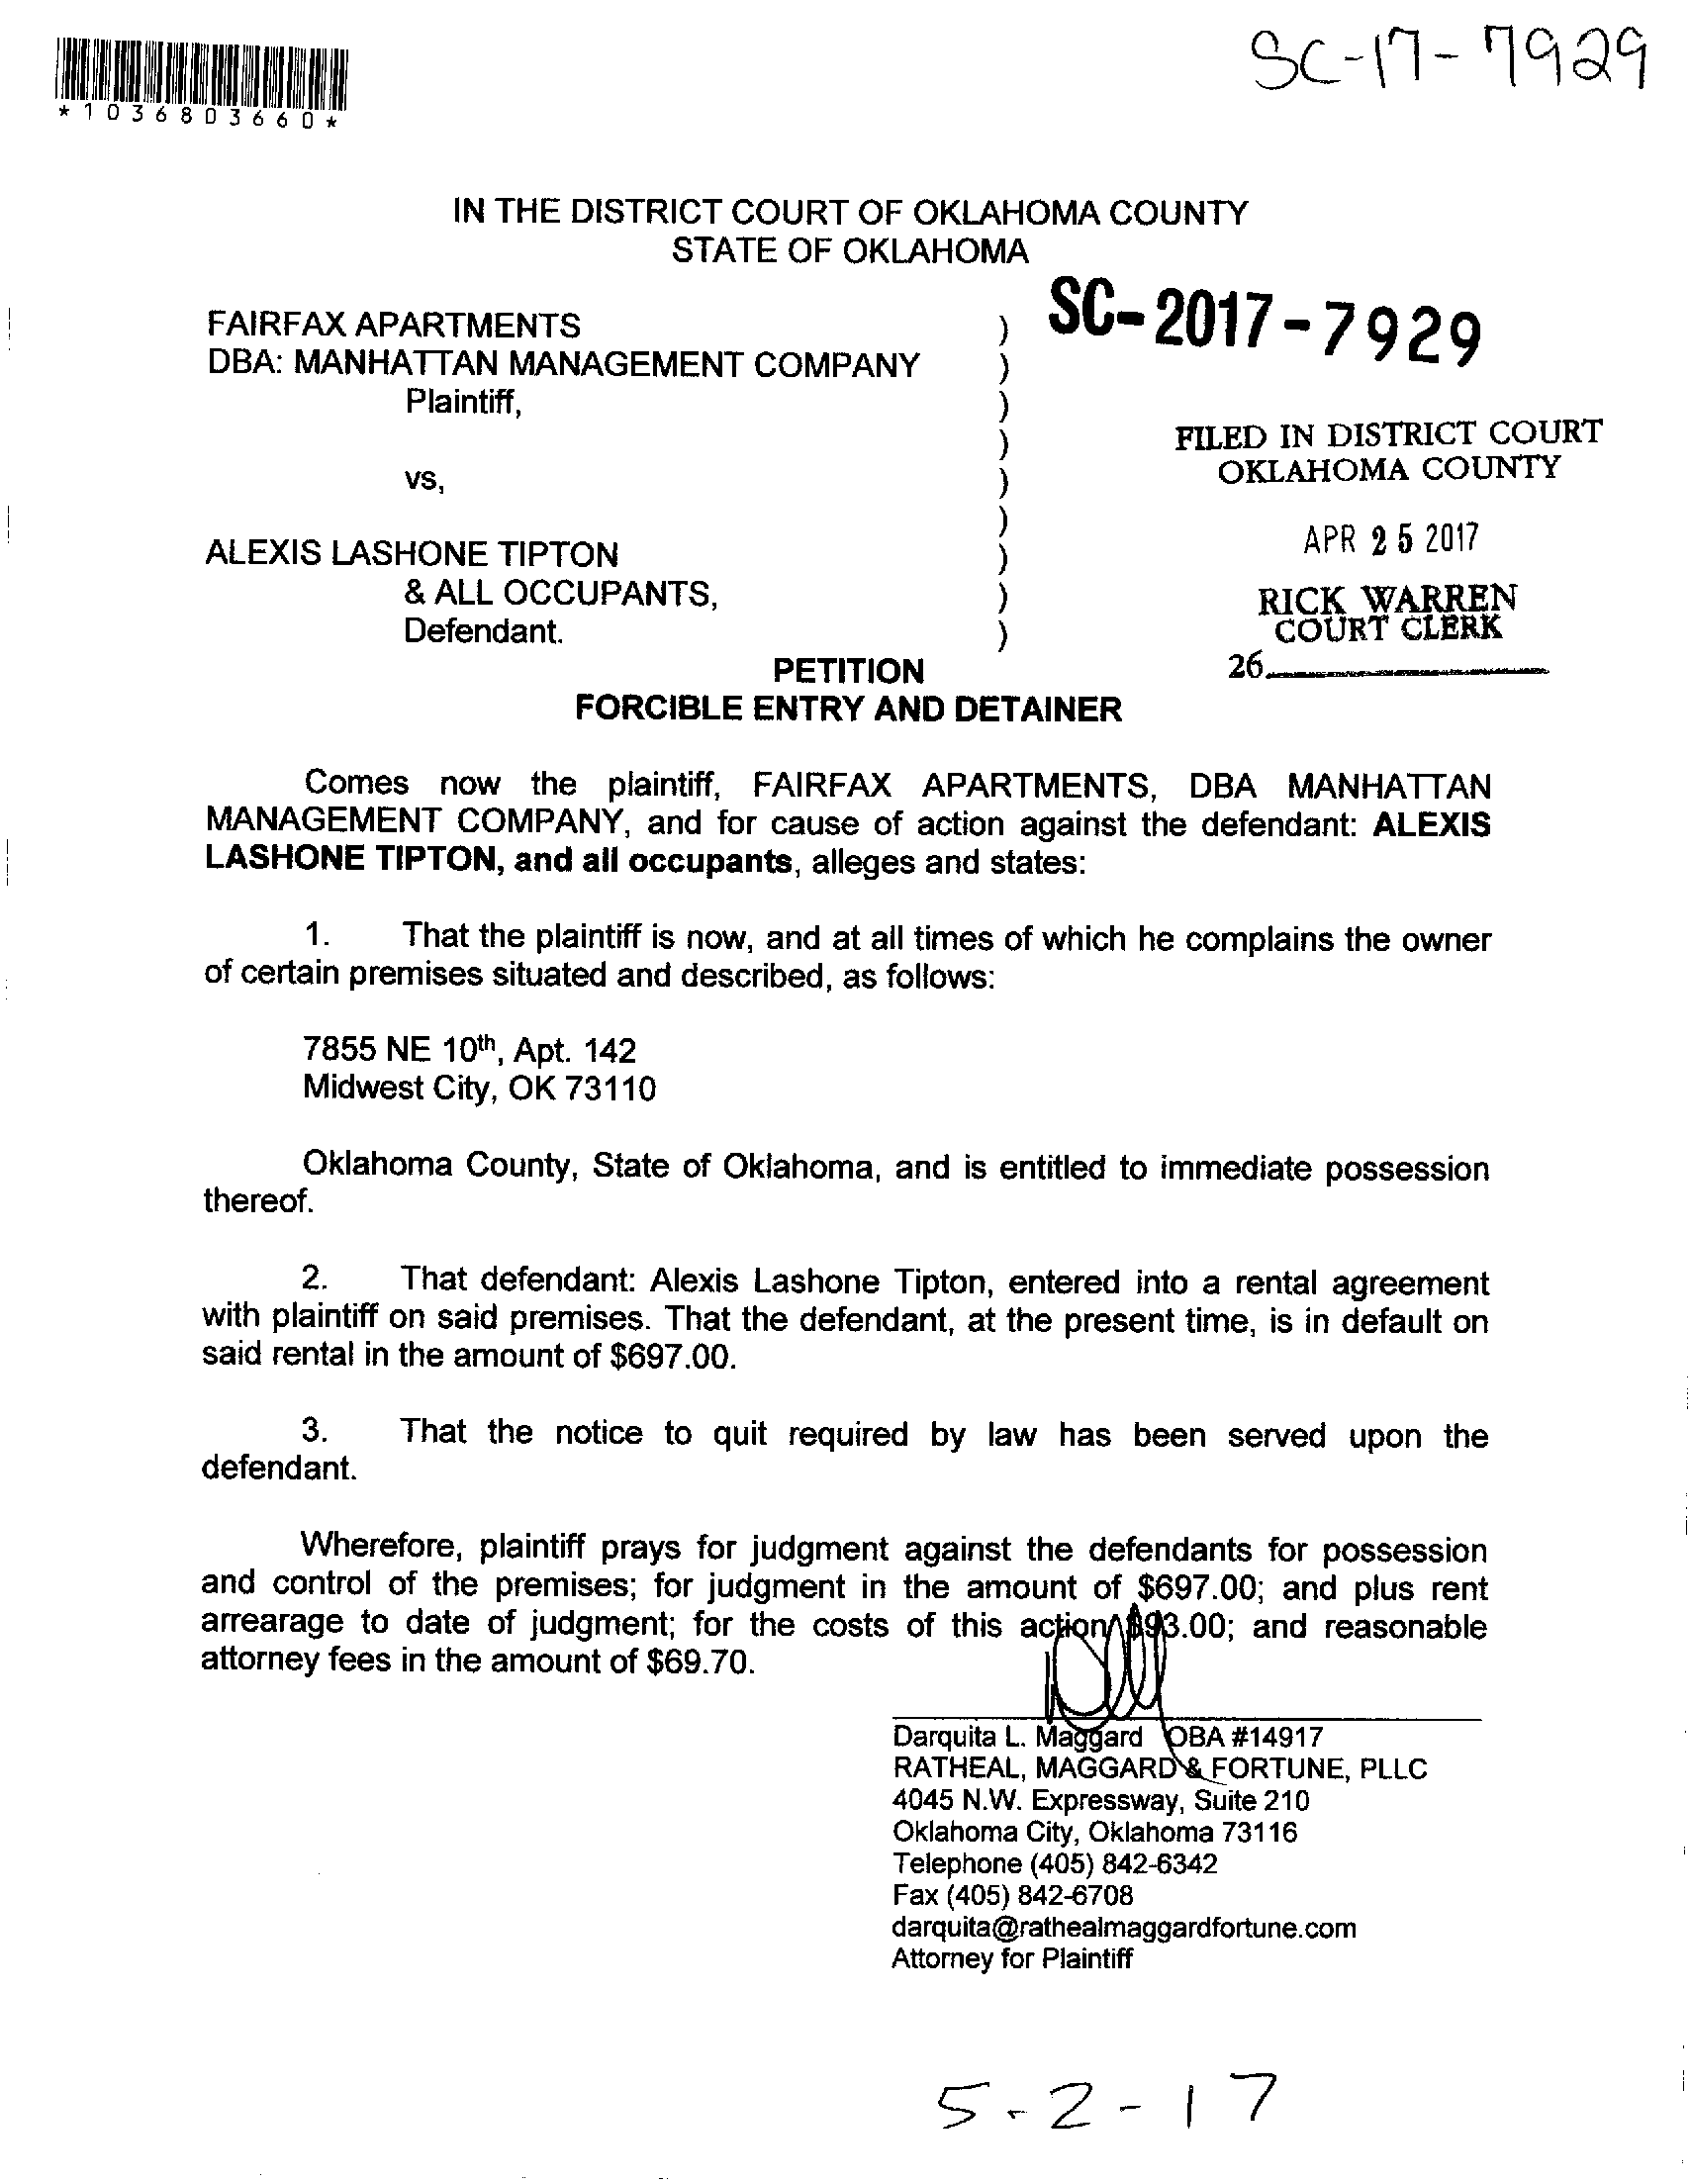 SC-17-7929
*1036803660*
IN THE DISTRICT COURT OF OKLAHOMA COUNTY
STATE OF OKLAHOMA
SC-2017-7929
FAIRFAX APARTMENTS )
DBA: MANHATTAN MANAGEMENT COMPANY )
Plaintiff, )
)
FILED IN DISTRICT COURT
OKLAHOMA COUNTY
vs, )
)
APR 25 2017
ALEXIS LASHONE TIPTON )
& ALL OCCUPANTS, )
Defendant. )
RICK WARREN
COURT CLERK
26
PETITION
FORCIBLE ENTRY AND DETAINER
Comes now the plaintiff, FAIRFAX APARTMENTS, DBA MANHATTAN
MANAGEMENT COMPANY, and for cause of action against the defendant: ALEXIS
LASHONE TIPTON, and all occupants, alleges and states:
1. That the plaintiff is now, and at all times of which he complains the owner
of certain premises situated and described, as follows:
7855 NE 10th, Apt. 142
Midwest City, OK 73110
Oklahoma County, State of Oklahoma, and is entitled to immediate possession
thereof.
2. That defendant: Alexis Lashone Tipton, entered into a rental agreement
with plaintiff on said premises. That the defendant, at the present time, is in default on
said rental in the amount of $697.00.
3. That the notice to quit required by law has been served upon the
defendant.
Wherefore, plaintiff prays for judgment against the defendants for possession
and control of the premises; for judgment in the amount of $697.00; and plus rent
arrearage to date of judgment; for the costs of this action $93.00; and reasonable
attorney fees in the amount of $69.70.
Darquita L. Maggard OBA #14917
RATHEAL, MAGGARD & FORTUNE, PLLC
4045 N.W. Expressway, Suite 210
Oklahoma City, Oklahoma 73116
Telephone (405) 842-6342
Fax (405) 842-6708
darquita@rathealmaggardfortune.com
Attorney for Plaintiff
5-2-17